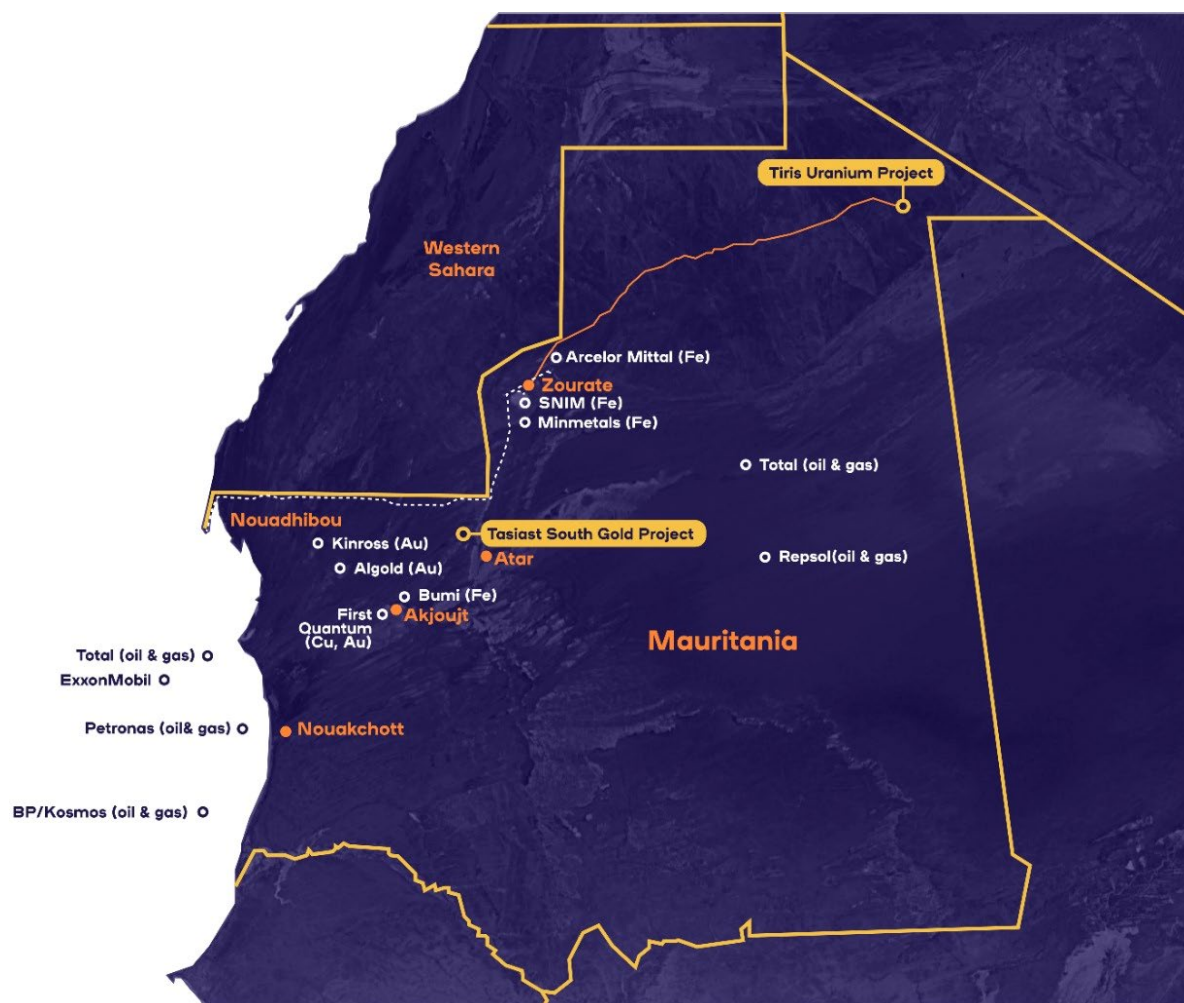 Tiris Uranium Project
Western
Sahara
Arcelor Mittal (Fe)
Zourate
SNIM (Fe)
Minmetals (Fe)
Total (oil & gas)
Nouadhibou
Tasiast South Gold Project
Kinross (Au)
Atar
Repsol(oil & gas)
Algold (Au)
Bumi (Fe)
Akjoujt
First
Quantum
(Cu, Au)
Mauritania
Total (oil & gas)
ExxonMobil
Petronas (oil& gas)
Nouakchott
BP/Kosmos (oil & gas)